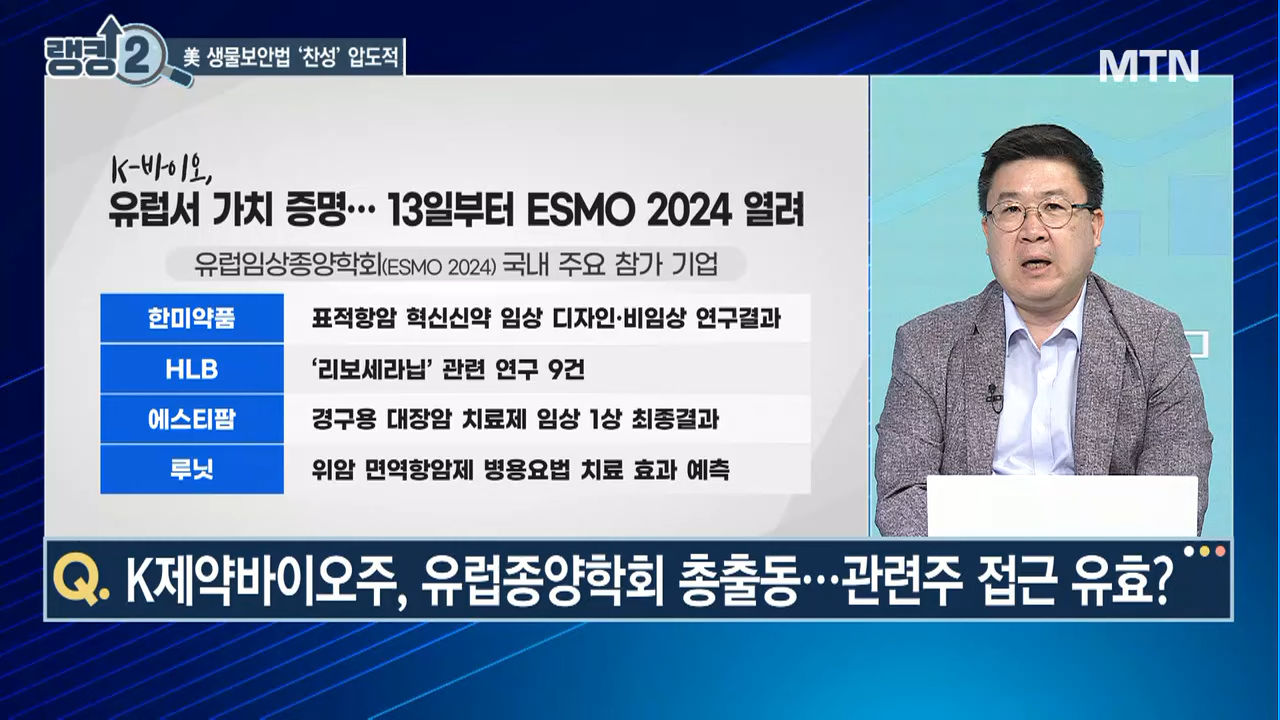 랭킹2
美 생물보안법 ‘찬성’ 압도적
MTN
K-바이오,
유럽서 가치 증명··· 13일부터 ESMO 2024 열려
유럽임상종양학회(ESMO 2024) 국내 주요 참가 기업
한미약품 표적항암 혁신신약 임상 디자인·비임상 연구결과
HLB ‘리보세라닙’ 관련 연구 9건
에스티팜 경구용 대장암 치료제 임상 1상 최종결과
루닛 위암 면역항암제 병용요법 치료 효과 예측
Q. K제약바이오주, 유럽종양학회 총출동···관련주 접근 유효?